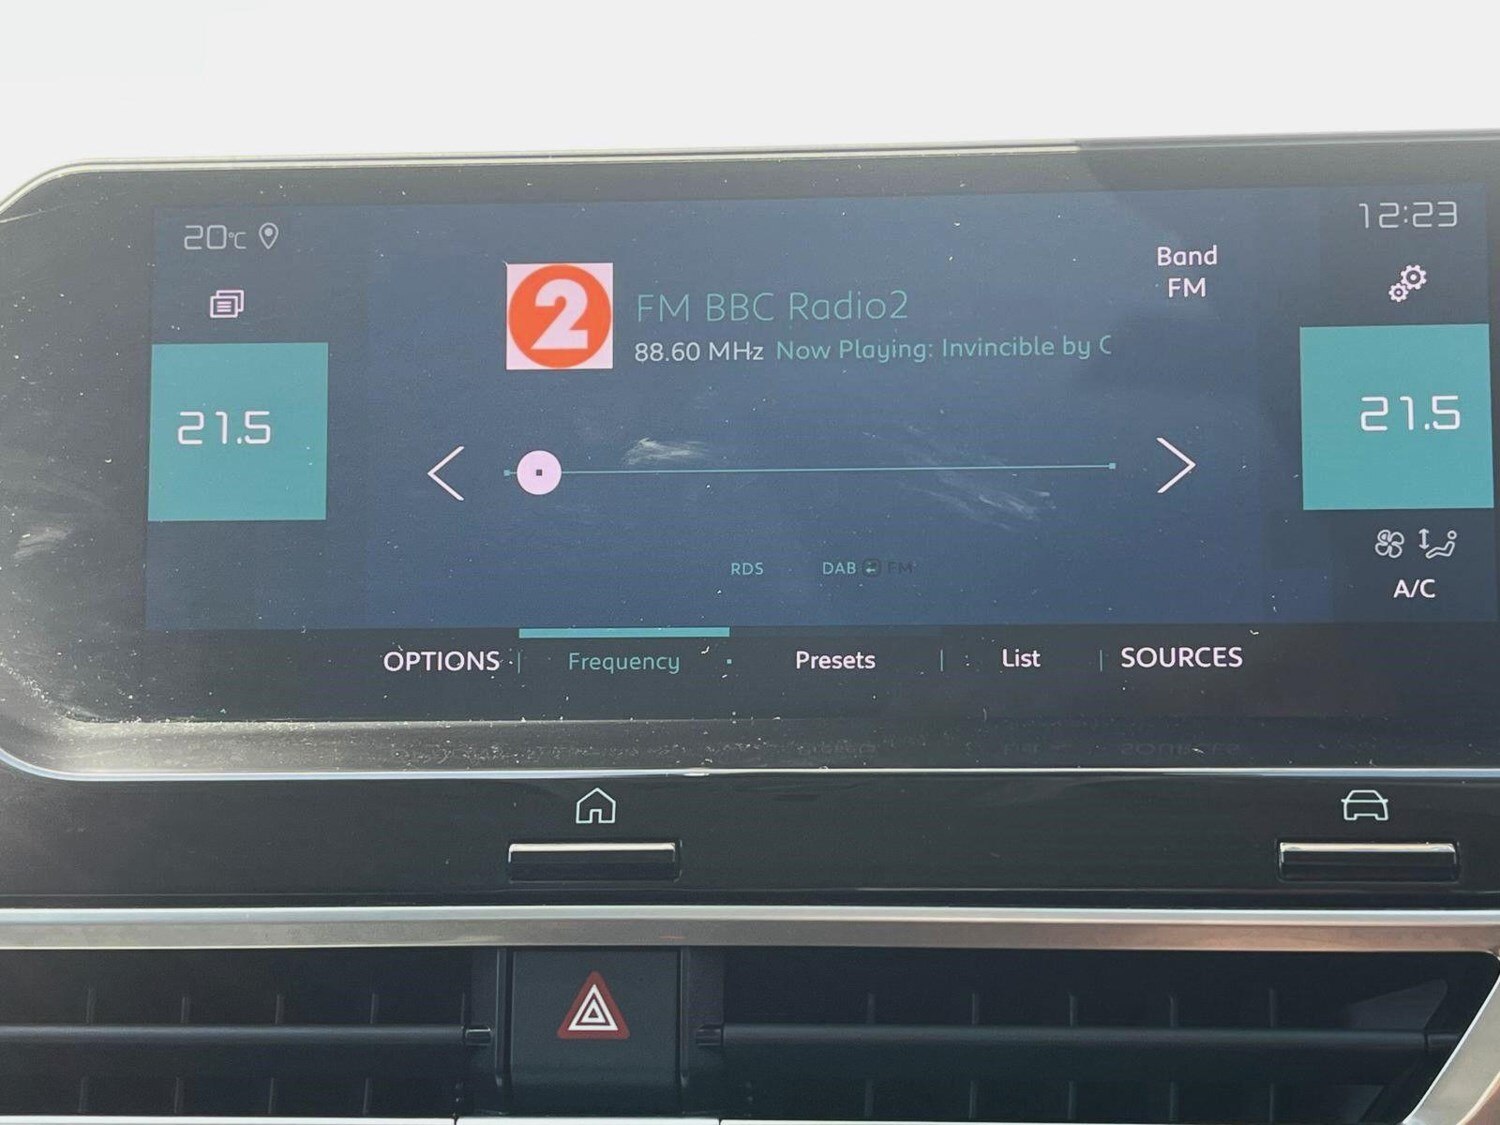 20°C
12:23
Band
FM
2
FM BBC Radio2
88.60 MHz Now Playing: Invincible by C
21.5
21.5
RDS DAB FM
A/C
OPTIONS Frequency Presets List SOURCES